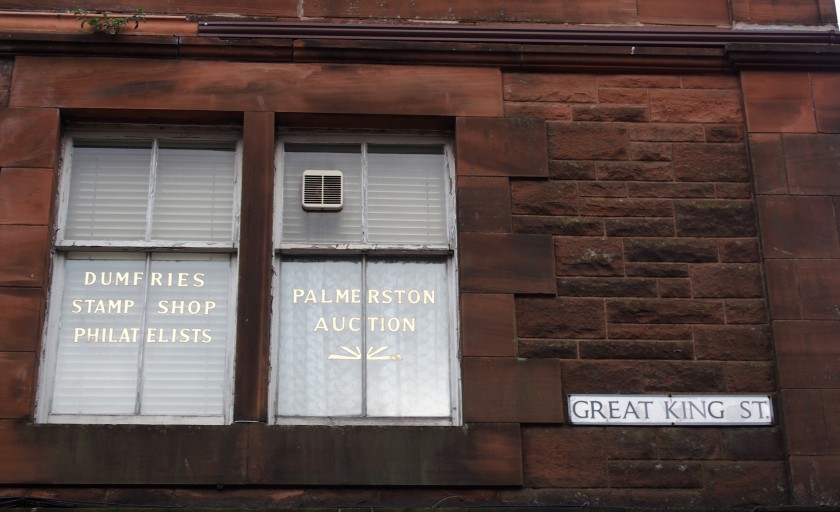 DUMFRIES
STAMP SHOP
PHILATELISTS
PALMERSTON
AUCTION
GREAT KING ST.